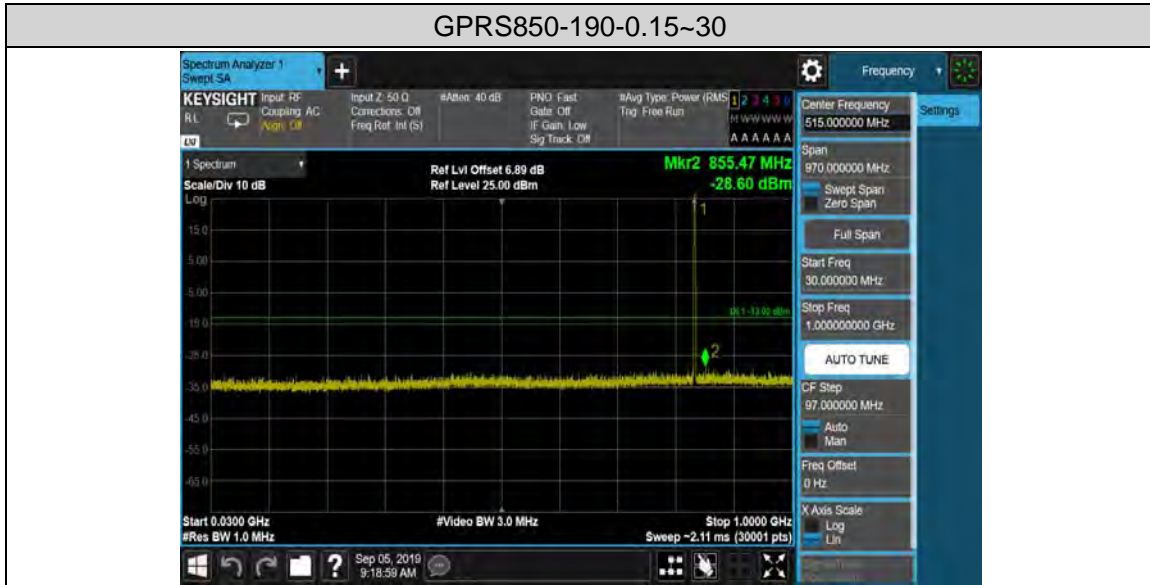 GPRS850-190-0.15~30
Spectrum Analyzer 1
Swept SA
+
Frequency
KEYSIGHT
RL
Input: RF
Coupling: AC
Align: Off
Input Z: 50 Ω
Corrections: Off
Freq Ref: Int (S)
#Atten: 40 dB
PNO: Fast
Gate: Off
IF Gain: Low
Sig Track: Off
#Avg Type: Power (RMS
Trig: Free Run
1 2 3 4 5 6
M W W W W W
A A A A A A
LXI
1 Spectrum
Scale/Div 10 dB
Ref Lvl Offset 6.89 dB
Ref Level 25.00 dBm
Mkr2 855.47 MHz
-28.60 dBm
Log
15.0
5.00
-5.00
-15.0
-25.0
-35.0
-45.0
-55.0
-65.0
1
DL1 -13.00 dBm
2
Start 0.0300 GHz
#Res BW 1.0 MHz
#Video BW 3.0 MHz
Stop 1.0000 GHz
Sweep ~2.11 ms (30001 pts)
Center Frequency
515.000000 MHz
Settings
Span
970.000000 MHz
Swept Span
Zero Span
Full Span
Start Freq
30.000000 MHz
Stop Freq
1.000000000 GHz
AUTO TUNE
CF Step
97.000000 MHz
Auto
Man
Freq Offset
0 Hz
X Axis Scale
Log
Lin
?
Sep 05, 2019
9:18:59 AM